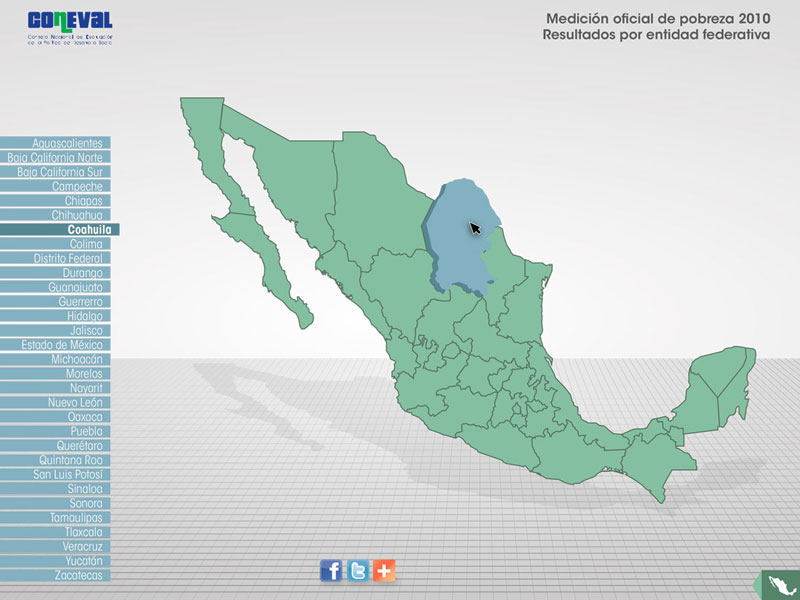 CONEVAL
Consejo Nacional de Evaluación
de la Política de Desarrollo Social
Medición oficial de pobreza 2010
Resultados por entidad federativa
Aguascalientes
Baja California Norte
Baja California Sur
Campeche
Chiapas
Chihuahua
Coahuila
Colima
Distrito Federal
Durango
Guanajuato
Guerrerro
Hidalgo
Jalisco
Estado de México
Michoacán
Morelos
Nayarit
Nuevo León
Oaxaca
Puebla
Querétaro
Quintana Roo
San Luis Potosí
Sinaloa
Sonora
Tamaulipas
Tlaxcala
Veracruz
Yucatán
Zacatecas